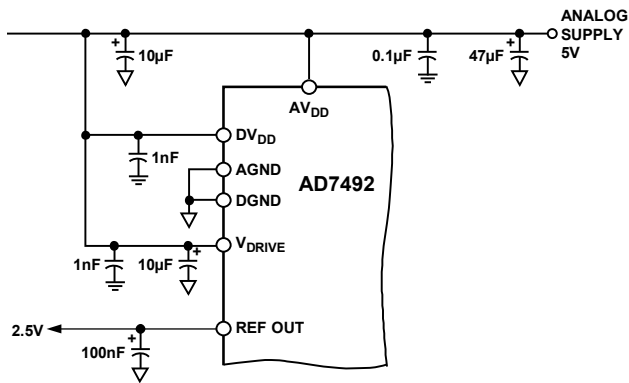 ANALOG
SUPPLY
5V
+
10µF
0.1µF
+
47µF
AVDD
DVDD
1nF
AGND
AD7492
DGND
VDRIVE
1nF
10µF
+
2.5V
REF OUT
+
100nF